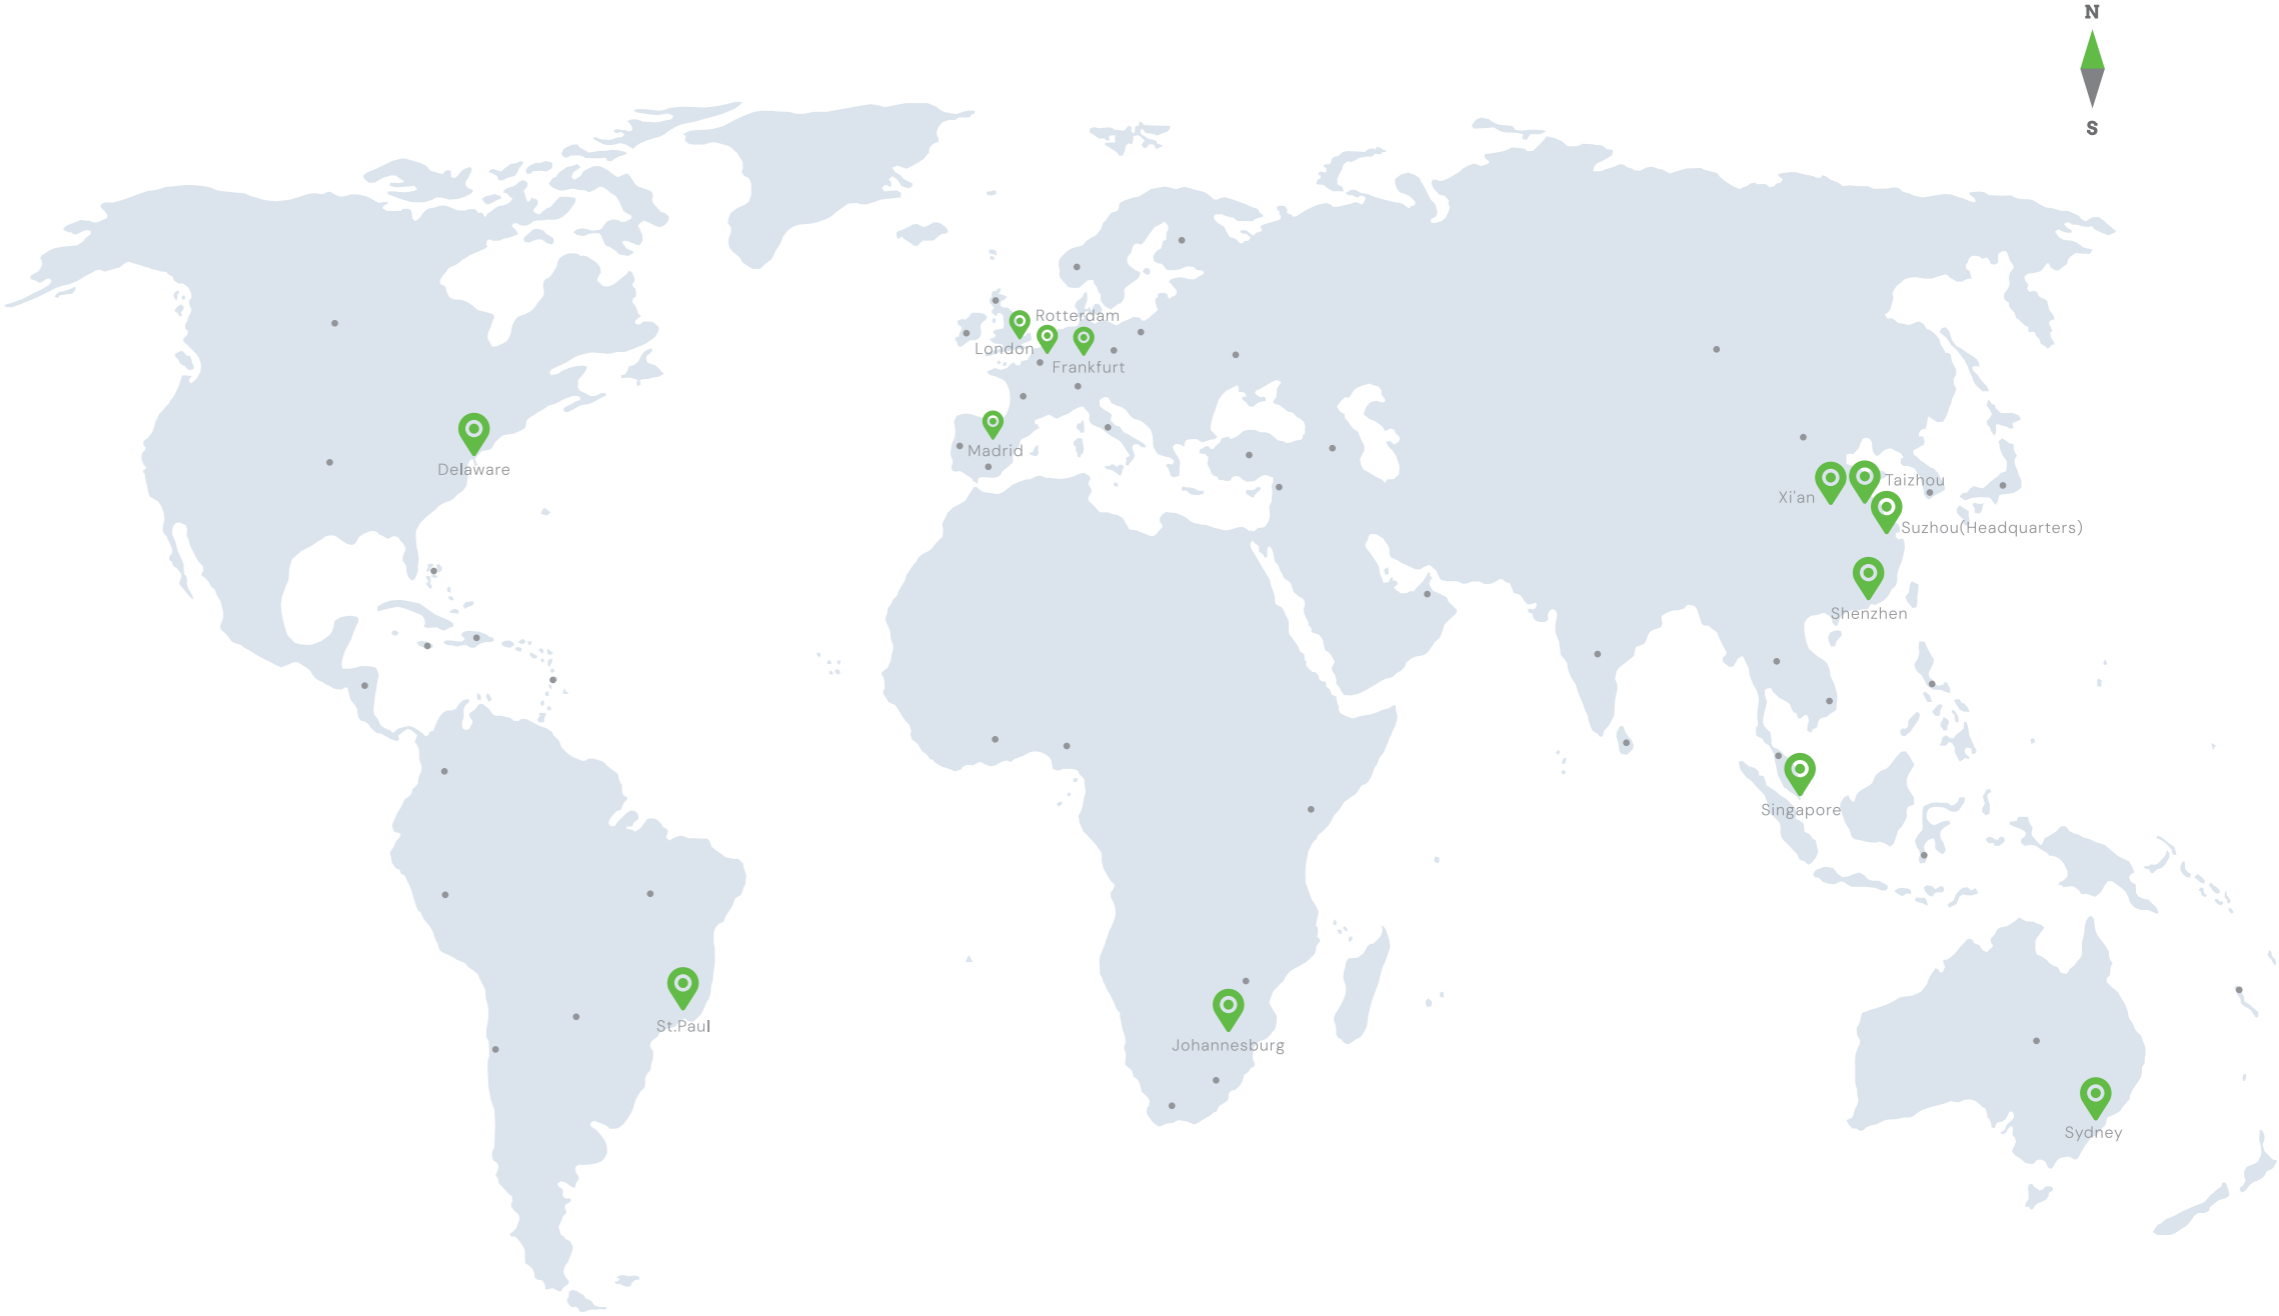 N
S
Rotterdam
London
Frankfurt
Madrid
Delaware
Taizhou
Xi'an
Suzhou(Headquarters)
Shenzhen
Singapore
St.Paul
Johannesburg
Sydney